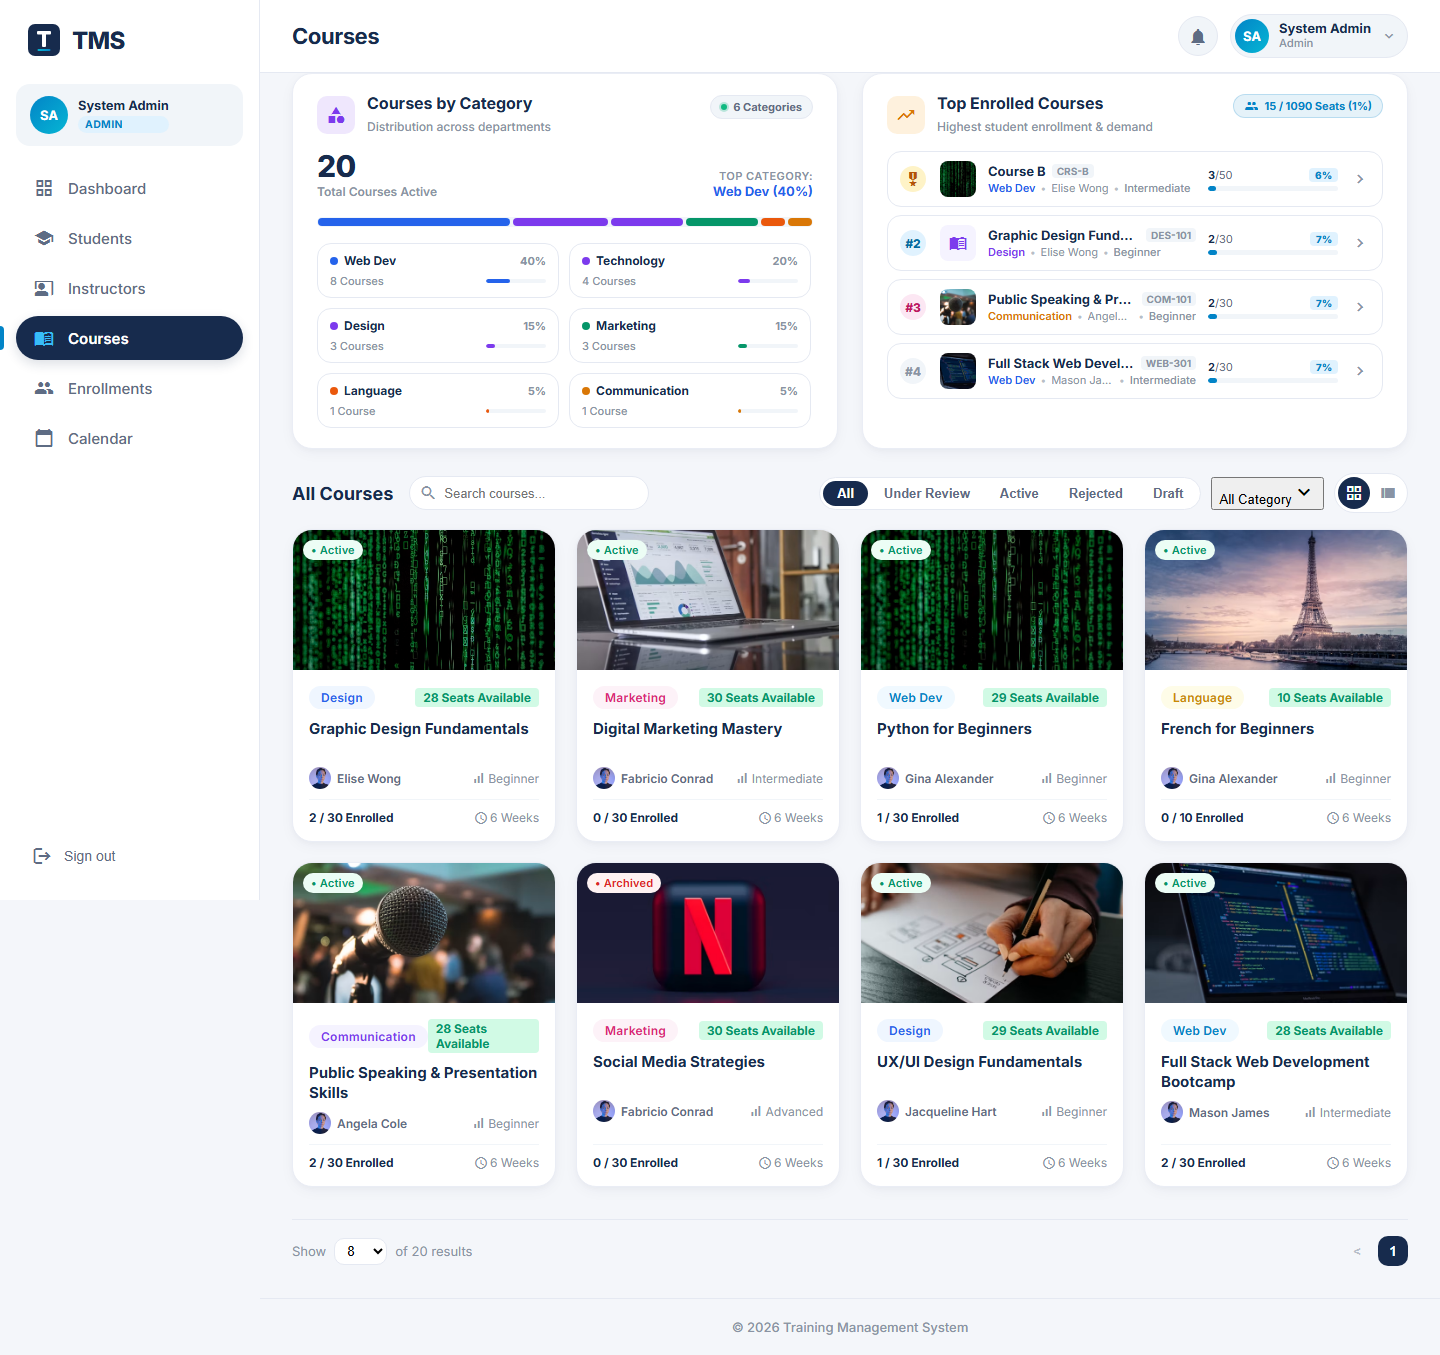 TMS
SA
System Admin
ADMIN
Dashboard
Students
Instructors
Courses
Enrollments
Calendar
Sign out
Courses
SA
System Admin
Admin
Courses by Category
Distribution across departments
6 Categories
20
Total Courses Active
TOP CATEGORY:
Web Dev (40%)
Web Dev 40%
8 Courses
Technology 20%
4 Courses
Design 15%
3 Courses
Marketing 15%
3 Courses
Language 5%
1 Course
Communication 5%
1 Course
Top Enrolled Courses
Highest student enrollment & demand
15 / 1090 Seats (1%)
Course B CRS-B
Web Dev • Elise Wong • Intermediate
3/50 6%
#2
Graphic Design Fund... DES-101
Design • Elise Wong • Beginner
2/30 7%
#3
Public Speaking & Pr... COM-101
Communication • Angel... • Beginner
2/30 7%
#4
Full Stack Web Devel... WEB-301
Web Dev • Mason Ja... • Intermediate
2/30 7%
All Courses
Search courses...
All Under Review Active Rejected Draft
All Category
• Active
Design 28 Seats Available
Graphic Design Fundamentals
Elise Wong Beginner
2 / 30 Enrolled 6 Weeks
• Active
Marketing 30 Seats Available
Digital Marketing Mastery
Fabricio Conrad Intermediate
0 / 30 Enrolled 6 Weeks
• Active
Web Dev 29 Seats Available
Python for Beginners
Gina Alexander Beginner
1 / 30 Enrolled 6 Weeks
• Active
Language 10 Seats Available
French for Beginners
Gina Alexander Beginner
0 / 10 Enrolled 6 Weeks
• Active
Communication
28 Seats
Available
Public Speaking & Presentation
Skills
Angela Cole Beginner
2 / 30 Enrolled 6 Weeks
• Archived
N
Marketing 30 Seats Available
Social Media Strategies
Fabricio Conrad Advanced
0 / 30 Enrolled 6 Weeks
• Active
Design 29 Seats Available
UX/UI Design Fundamentals
Jacqueline Hart Beginner
1 / 30 Enrolled 6 Weeks
• Active
Web Dev 28 Seats Available
Full Stack Web Development
Bootcamp
Mason James Intermediate
2 / 30 Enrolled 6 Weeks
Show 8 of 20 results
< 1
© 2026 Training Management System